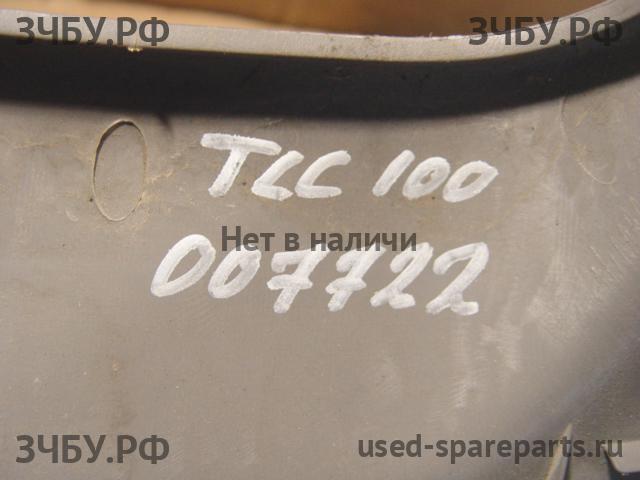 ЗЧБУ.РФ ЗЧБУ.РФ
TLC 100
Нет в наличи
007722
ЗЧБУ.РФ used-spareparts.ru